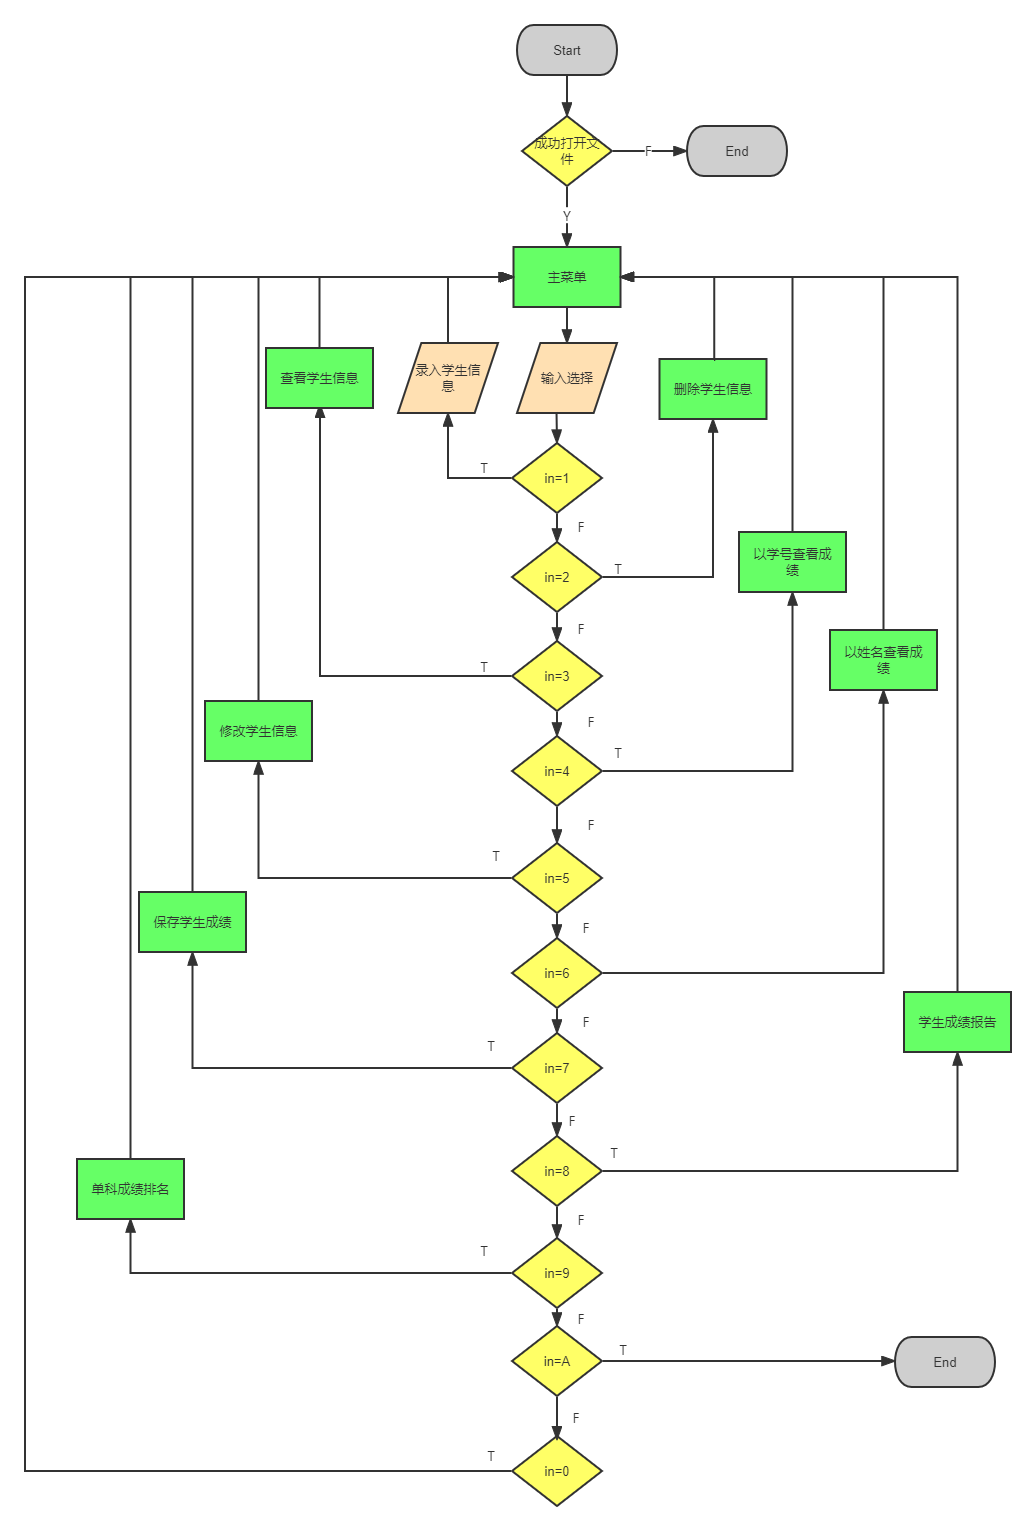 Start
成功打开文
件
F
End
Y
主菜单
查看学生信息
录入学生信
息
输入选择
删除学生信息
T
in=1
F
以学号查看成
绩
in=2
T
F
以姓名查看成
绩
T
in=3
F
修改学生信息
T
in=4
F
T
in=5
保存学生成绩
F
in=6
F
学生成绩报告
T
in=7
F
T
in=8
单科成绩排名
F
T
in=9
F
T
in=A
End
F
T
in=0